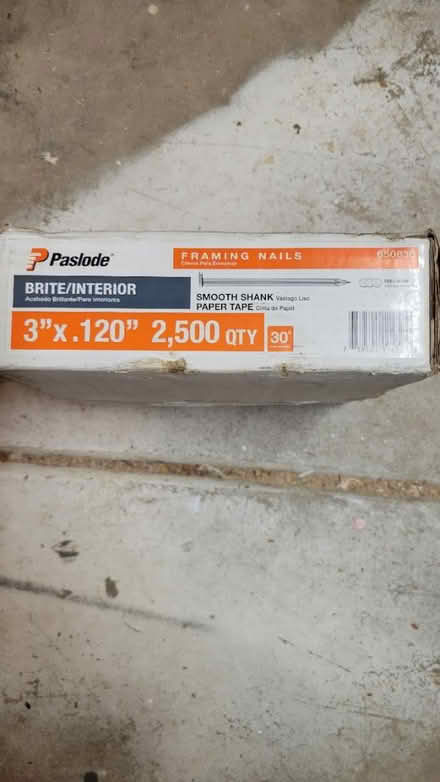 Paslode®
FRAMING NAILS
BRITE/INTERIOR
Acabado Brillante/Para Interiores
SMOOTH SHANK Vástago Liso
PAPER TAPE Cinta de Papel
3"x .120" 2,500 QTY
30°